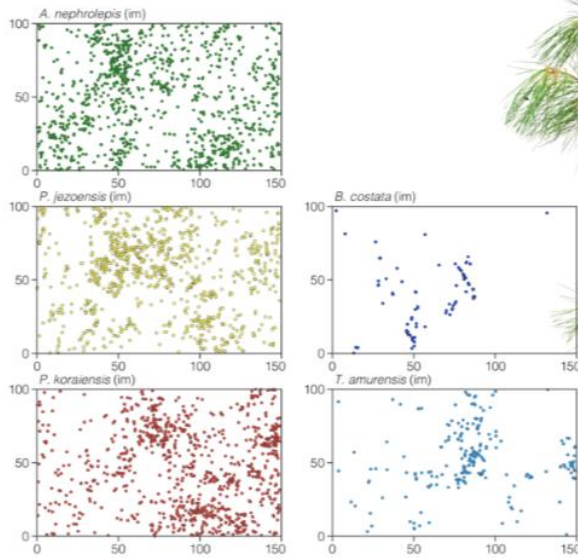 A. nephrolepis (im)
100
50
0
0 50 100 150
P. jezoensis (im) B. costata (im)
100 100
50 50
0 0
0 50 100 150 0 50 100 150
P. koraiensis (im) T. amurensis (im)
100 100
50 50
0 0
0 50 100 150 0 50 100 150